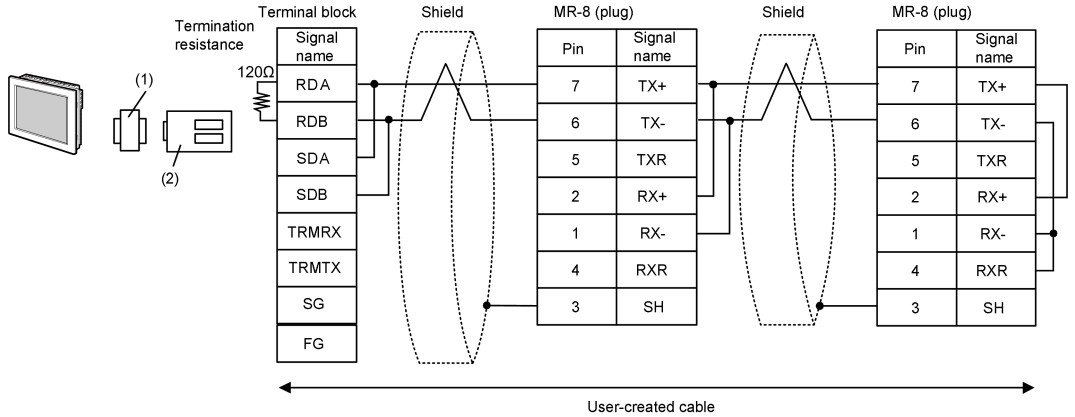 Termination
resistance
Terminal block
Shield
MR-8 (plug)
Shield
MR-8 (plug)
(1)
(2)
120Ω
Signal
name
RDA
RDB
SDA
SDB
TRMRX
TRMTX
SG
FG
Pin Signal
name
7 TX+
6 TX-
5 TXR
2 RX+
1 RX-
4 RXR
3 SH
Pin Signal
name
7 TX+
6 TX-
5 TXR
2 RX+
1 RX-
4 RXR
3 SH
User-created cable